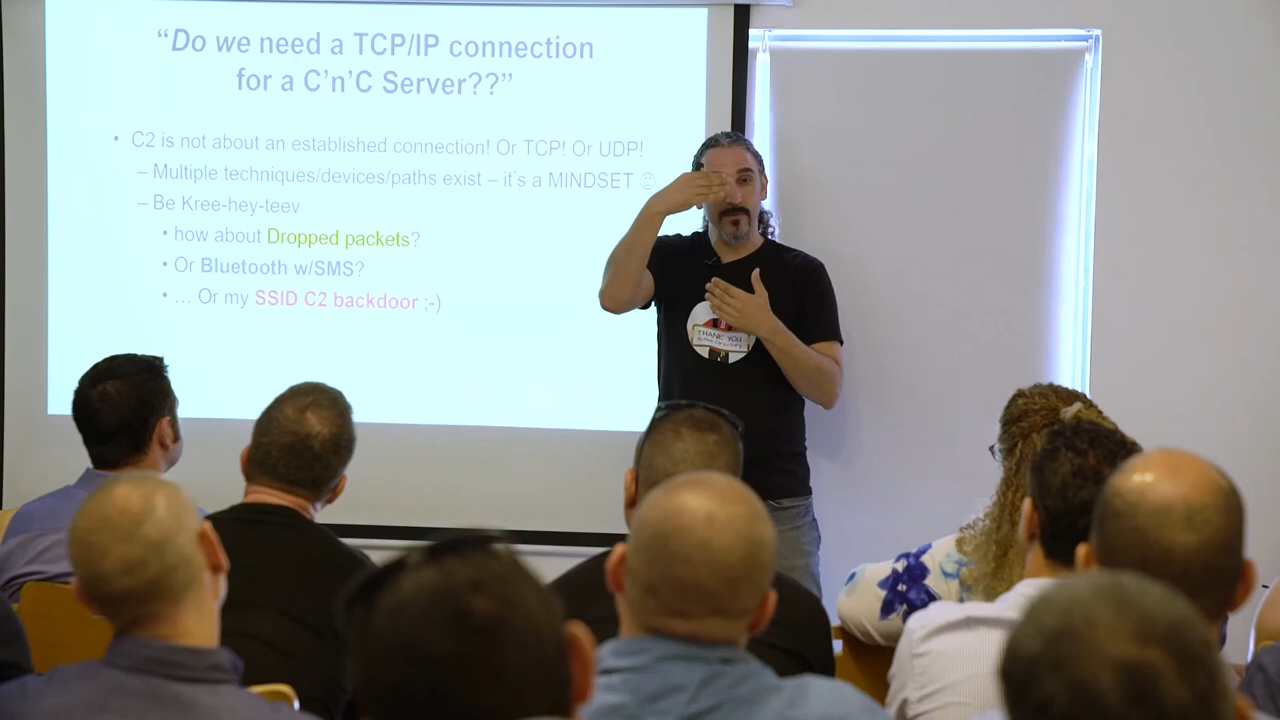 “Do we need a TCP/IP connection
for a C’n’C Server??”
• C2 is not about an established connection! Or TCP! Or UDP!
– Multiple techniques/devices/paths exist – it’s a MINDSET ☺
– Be Kree-hey-teev
• how about Dropped packets?
• Or Bluetooth w/SMS?
• … Or my SSID C2 backdoor ;-)
THANK YOU
Active Directory